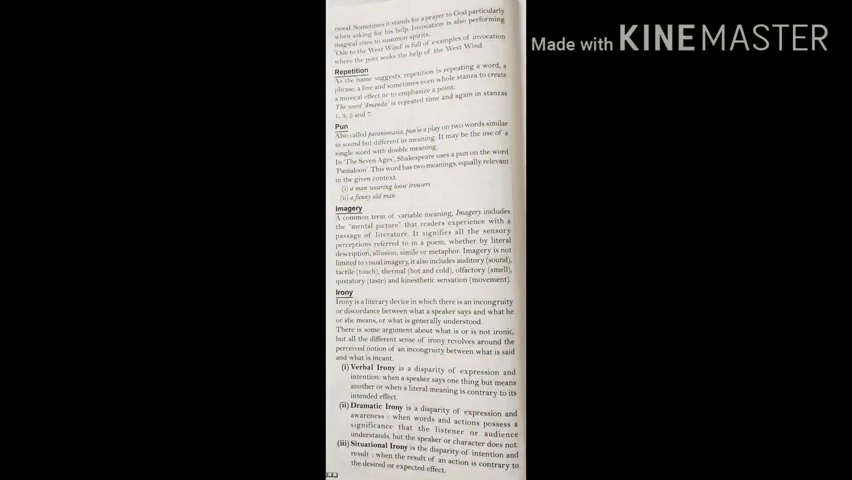 mood. Sometimes it stands for a prayer to God particularly
when asking for his help. Invocation is also performing
magical rites to summon spirits.
'Ode to the West Wind' is full of examples of invocation
where the poet seeks the help of the West Wind.
Repetition
As the name suggests, repetition is repeating a word, a
phrase, a line and sometimes even whole stanza to create
a musical effect or to emphasize a point.
The word 'Amanda' is repeated time and again in stanzas
1, 3, 5 and 7.
Pun
Also called paronomasia, pun is a play on two words similar
in sound but different in meaning. It may be the use of a
single word with double meaning.
In 'The Seven Ages', Shakespeare uses a pun on the word
'Pantaloon'. This word has two meanings, equally relevant
in the given context.
(i) a man wearing loose trousers
(ii) a funny old man
Imagery
A common term of variable meaning, Imagery includes
the "mental picture" that readers experience with a
passage of literature. It signifies all the sensory
perceptions referred to in a poem, whether by literal
description, allusion, simile or metaphor. Imagery is not
limited to visual imagery, it also includes auditory (sound),
tactile (touch), thermal (hot and cold), olfactory (smell),
gustatory (taste) and kinesthetic sensation (movement).
Irony
Irony is a literary device in which there is an incongruity
or discordance between what a speaker says and what he
or she means, or what is generally understood.
There is some argument about what is or is not ironic,
but all the different sense of irony revolves around the
perceived notion of an incongruity between what is said
and what is meant.
(i) Verbal Irony is a disparity of expression and
intention: when a speaker says one thing but means
another or when a literal meaning is contrary to its
intended effect.
(ii) Dramatic Irony is a disparity of expression and
awareness : when words and actions possess a
significance that the listener or audience
understands, but the speaker or character does not.
(iii) Situational Irony is the disparity of intention and
result : when the result of an action is contrary to
the desired or expected effect.
Made with KINEMASTER